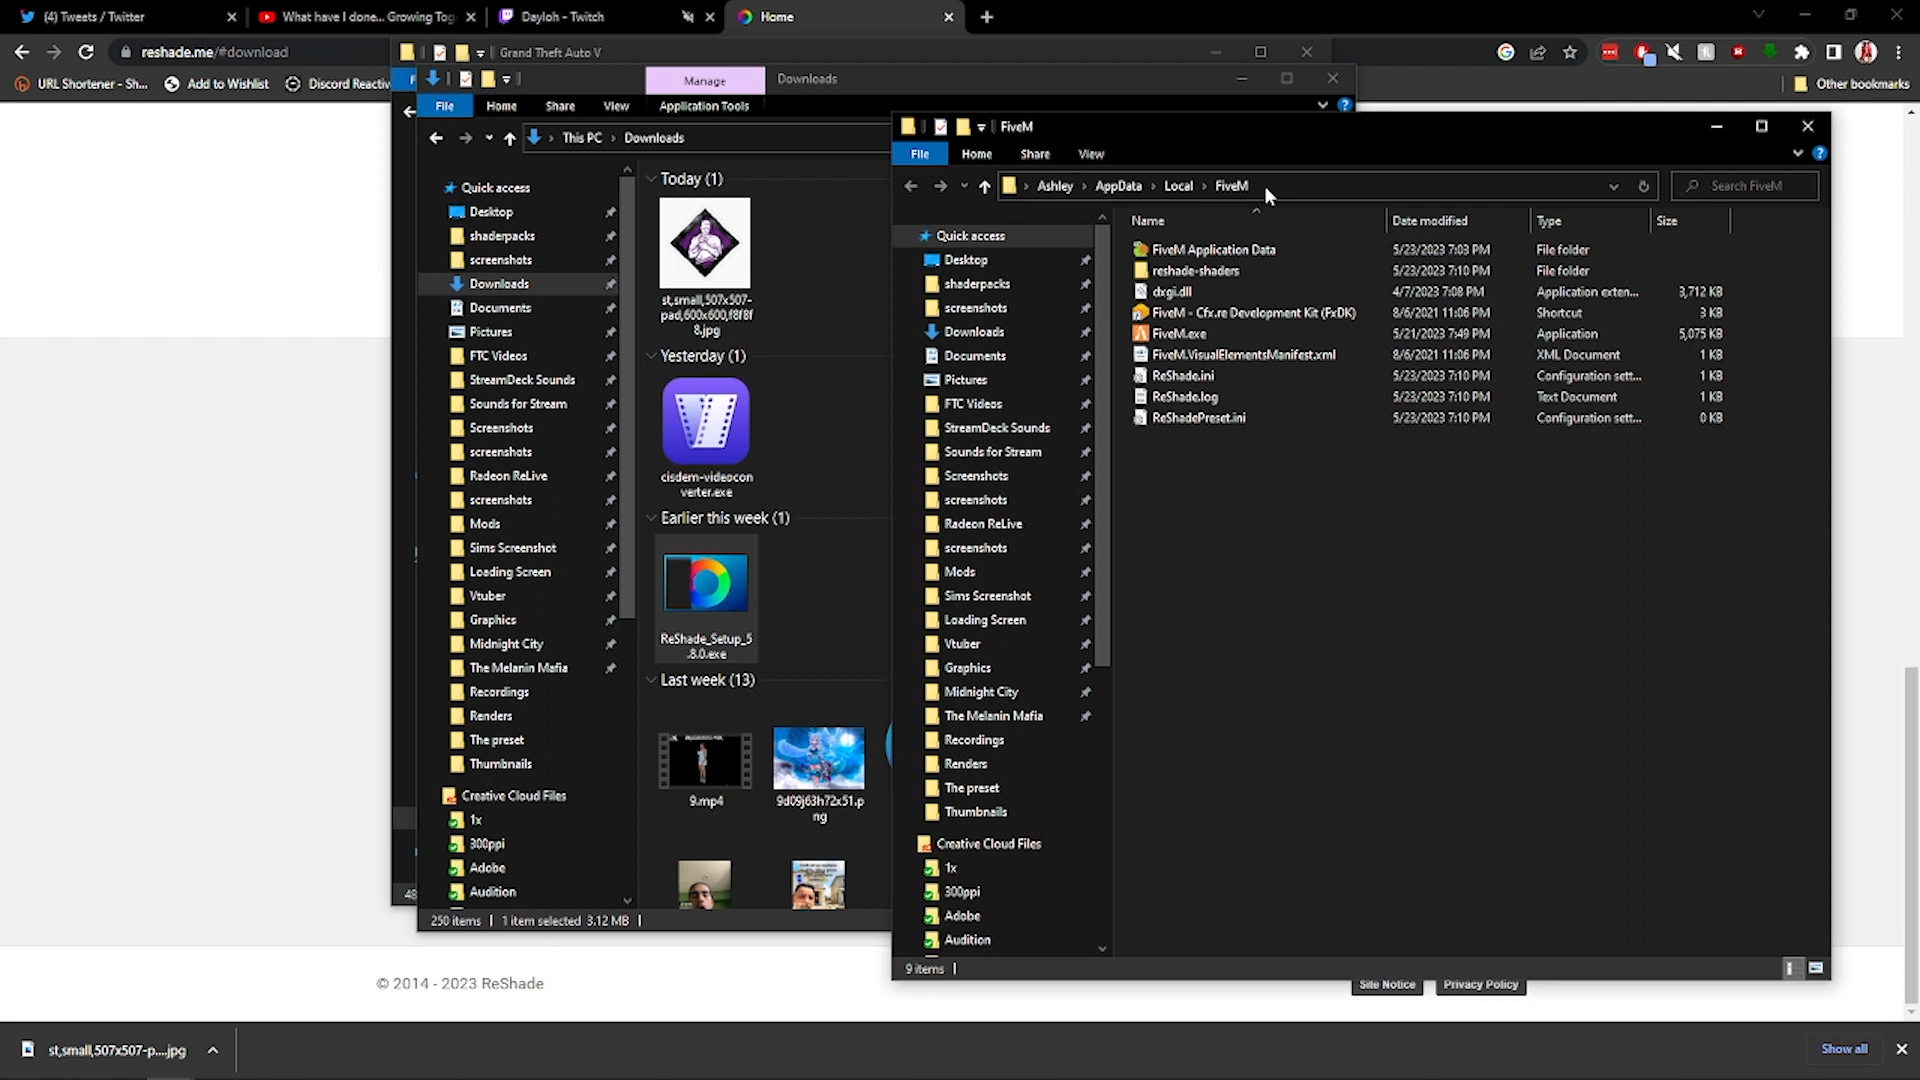 (4) Tweets / Twitter
What have I done... Growing Tog
Dayloh - Twitch
Home
reshade.me/#download
URL Shortener - Sh...
Add to Wishlist
Discord Reactiv
Other bookmarks
Grand Theft Auto V
Manage
Downloads
File
Home
Share
View
Application Tools
This PC
Downloads
Quick access
Desktop
shaderpacks
screenshots
Downloads
Documents
Pictures
FTC Videos
StreamDeck Sounds
Sounds for Stream
Screenshots
screenshots
Radeon ReLive
screenshots
Mods
Sims Screenshot
Loading Screen
Vtuber
Graphics
Midnight City
The Melanin Mafia
Recordings
Renders
The preset
Thumbnails
Creative Cloud Files
1x
300ppi
Adobe
Audition
Today (1)
st,small,507x507-
pad,600x600,f8f8f
8.jpg
Yesterday (1)
cisdem-videocon
verter.exe
Earlier this week (1)
ReShade_Setup_5
.8.0.exe
Last week (13)
9.mp4
9d09j63h72x51.p
ng
250 items
1 item selected 3.12 MB
FiveM
File
Home
Share
View
Ashley
AppData
Local
FiveM
Search FiveM
Quick access
Desktop
shaderpacks
screenshots
Downloads
Documents
Pictures
FTC Videos
StreamDeck Sounds
Sounds for Stream
Screenshots
screenshots
Radeon ReLive
screenshots
Mods
Sims Screenshot
Loading Screen
Vtuber
Graphics
Midnight City
The Melanin Mafia
Recordings
Renders
The preset
Thumbnails
Creative Cloud Files
1x
300ppi
Adobe
Audition
Name Date modified Type Size
FiveM Application Data 5/23/2023 7:03 PM File folder
reshade-shaders 5/23/2023 7:10 PM File folder
dxgi.dll 4/7/2023 7:08 PM Application exten... 3,712 KB
FiveM - Cfx.re Development Kit (FxDK) 8/6/2021 11:06 PM Shortcut 3 KB
FiveM.exe 5/21/2023 7:49 PM Application 5,075 KB
FiveM.VisualElementsManifest.xml 8/6/2021 11:06 PM XML Document 1 KB
ReShade.ini 5/23/2023 7:10 PM Configuration sett... 1 KB
ReShade.log 5/23/2023 7:10 PM Text Document 1 KB
ReShadePreset.ini 5/23/2023 7:10 PM Configuration sett... 0 KB
9 items
© 2014 - 2023 ReShade
Site Notice
Privacy Policy
st,small,507x507-p....jpg
Show all